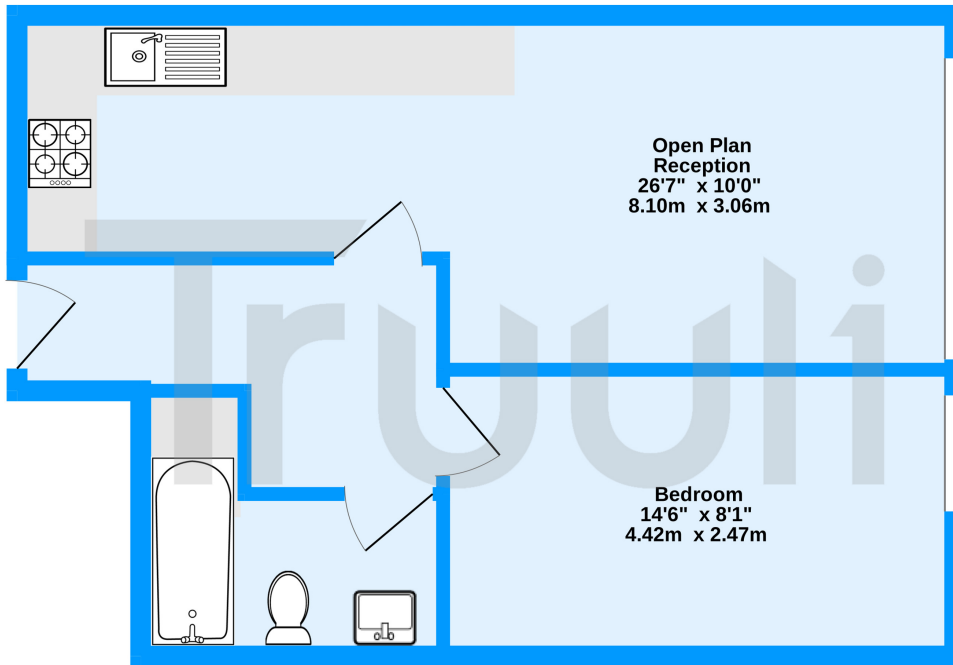 Open Plan
Reception
26'7" x 10'0"
8.10m x 3.06m
Truuli
Bedroom
14'6" x 8'1"
4.42m x 2.47m